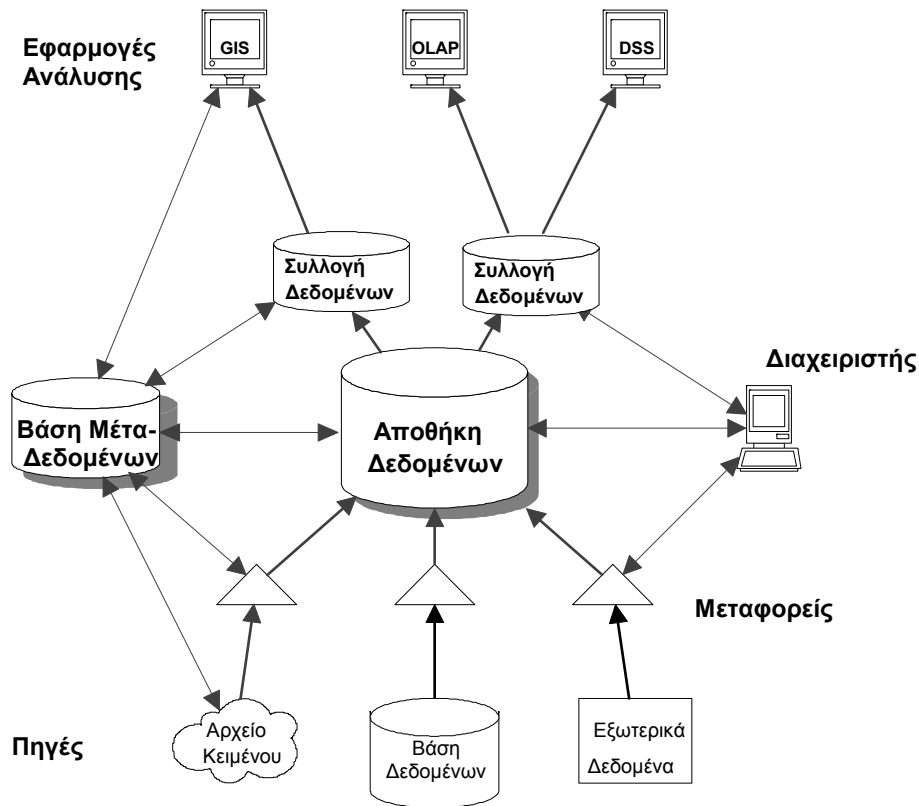 Εφαρμογές
Ανάλυσης
GIS
OLAP
DSS
Συλλογή
Δεδομένων
Συλλογή
Δεδομένων
Διαχειριστής
Βάση Μέτα-
Δεδομένων
Αποθήκη
Δεδομένων
Μεταφορείς
Πηγές
Αρχείο
Κειμένου
Βάση
Δεδομένων
Εξωτερικά
Δεδομένα